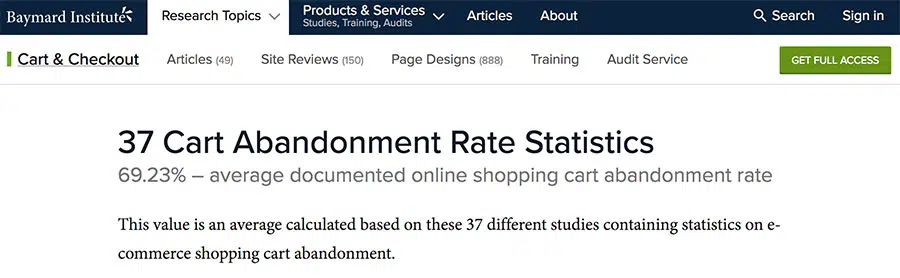 Baymard Institute
Research Topics
Products & Services
Studies, Training, Audits
Articles
About
Search
Sign in
Cart & Checkout
Articles (49)
Site Reviews (150)
Page Designs (888)
Training
Audit Service
GET FULL ACCESS
37 Cart Abandonment Rate Statistics
69.23% – average documented online shopping cart abandonment rate
This value is an average calculated based on these 37 different studies containing statistics on e-
commerce shopping cart abandonment.